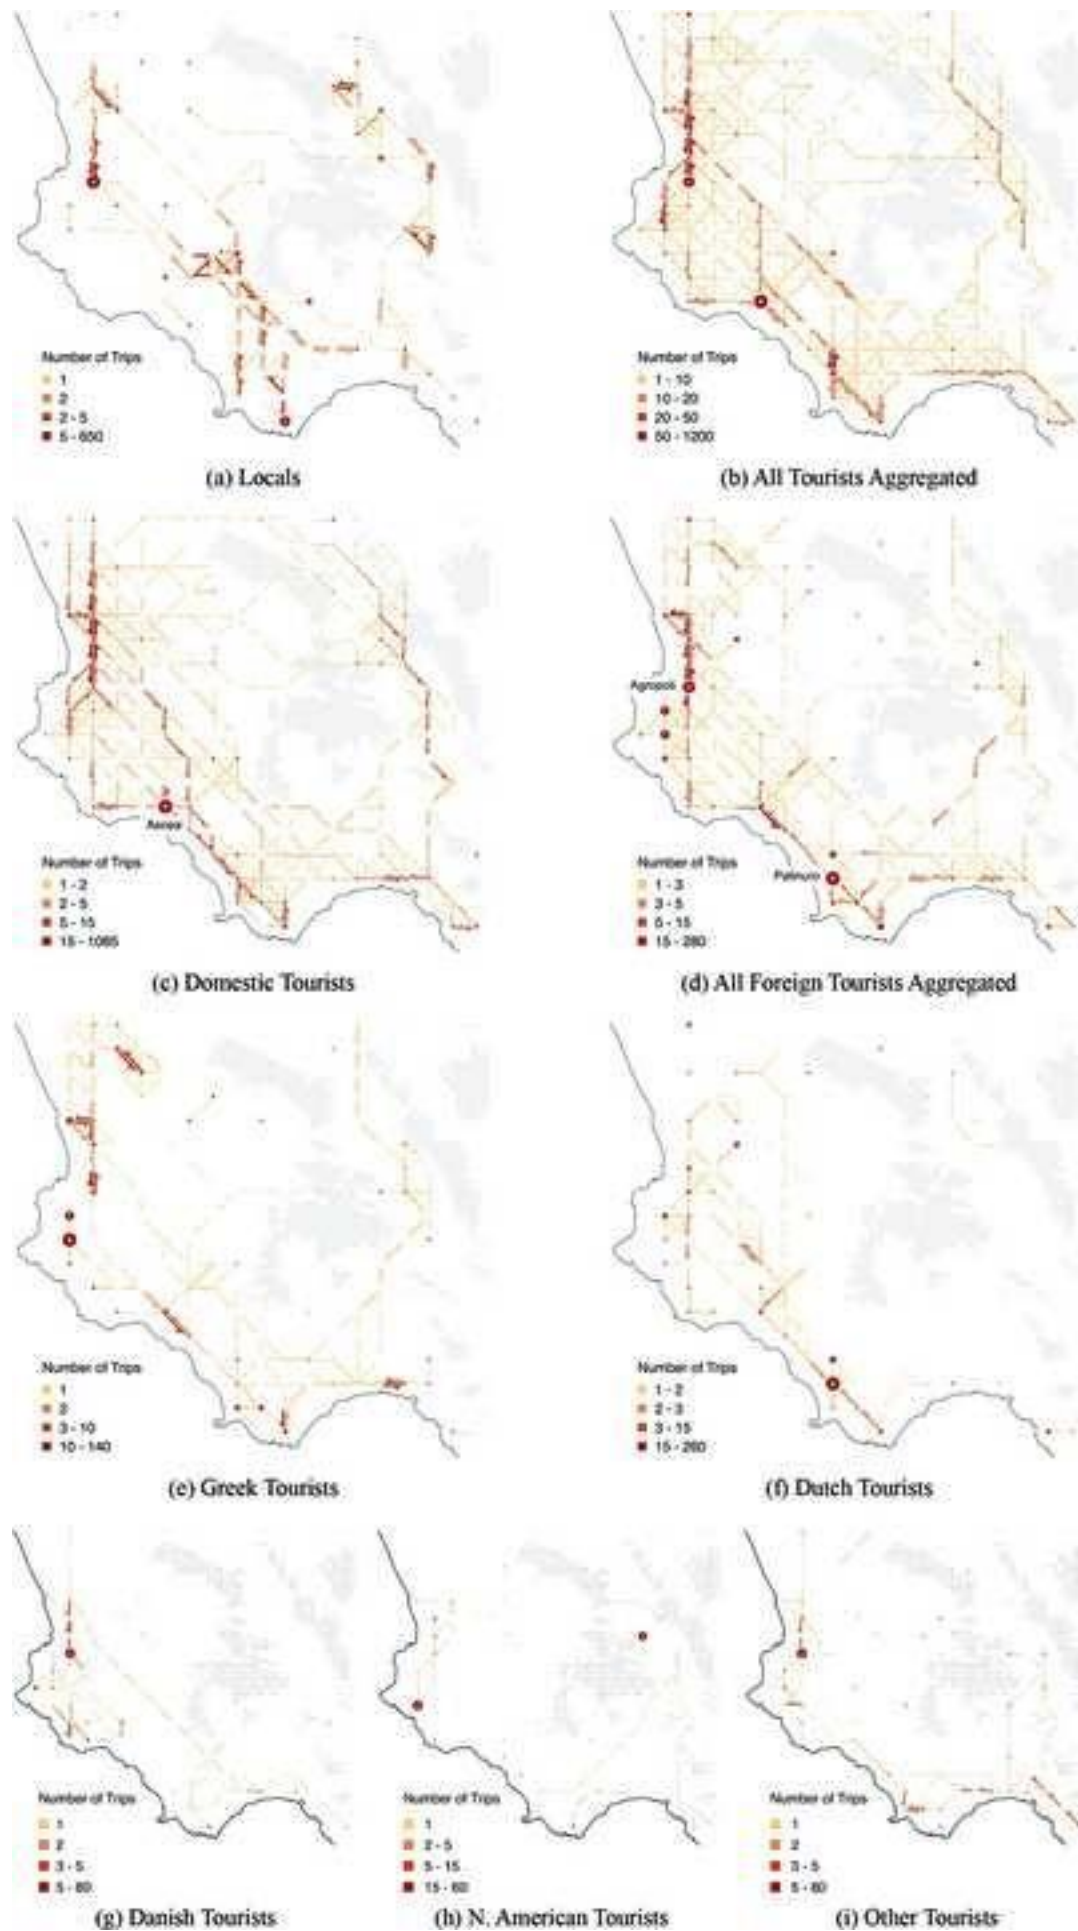 Number of Trips
1
2
2 - 5
5 - 650
(a) Locals
Number of Trips
1 - 10
10 - 20
20 - 50
50 - 1200
(b) All Tourists Aggregated
Ascea
Number of Trips
1 - 2
2 - 5
5 - 15
15 - 1065
(c) Domestic Tourists
Agropoli
Palinuro
Number of Trips
1 - 3
3 - 5
5 - 15
15 - 260
(d) All Foreign Tourists Aggregated
Number of Trips
1
2
3 - 10
10 - 140
(e) Greek Tourists
Number of Trips
1 - 2
2 - 3
3 - 15
15 - 260
(f) Dutch Tourists
Number of Trips
1
2
3 - 5
5 - 60
(g) Danish Tourists
Number of Trips
1
2 - 5
5 - 15
15 - 60
(h) N. American Tourists
Number of Trips
1
2
3 - 5
5 - 60
(i) Other Tourists